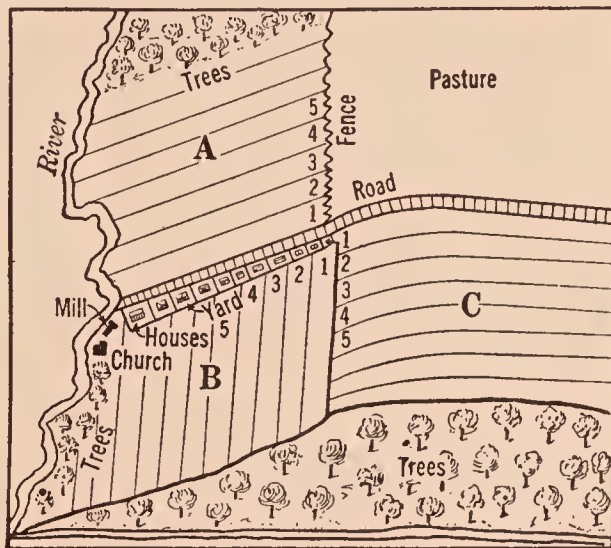 Trees
Pasture
River
A
5
4
3
2
1
Fence
Road
Mill
Houses
Church
Yard
5
4
3
2
1
B
1
2
3
4
5
C
Trees
Trees